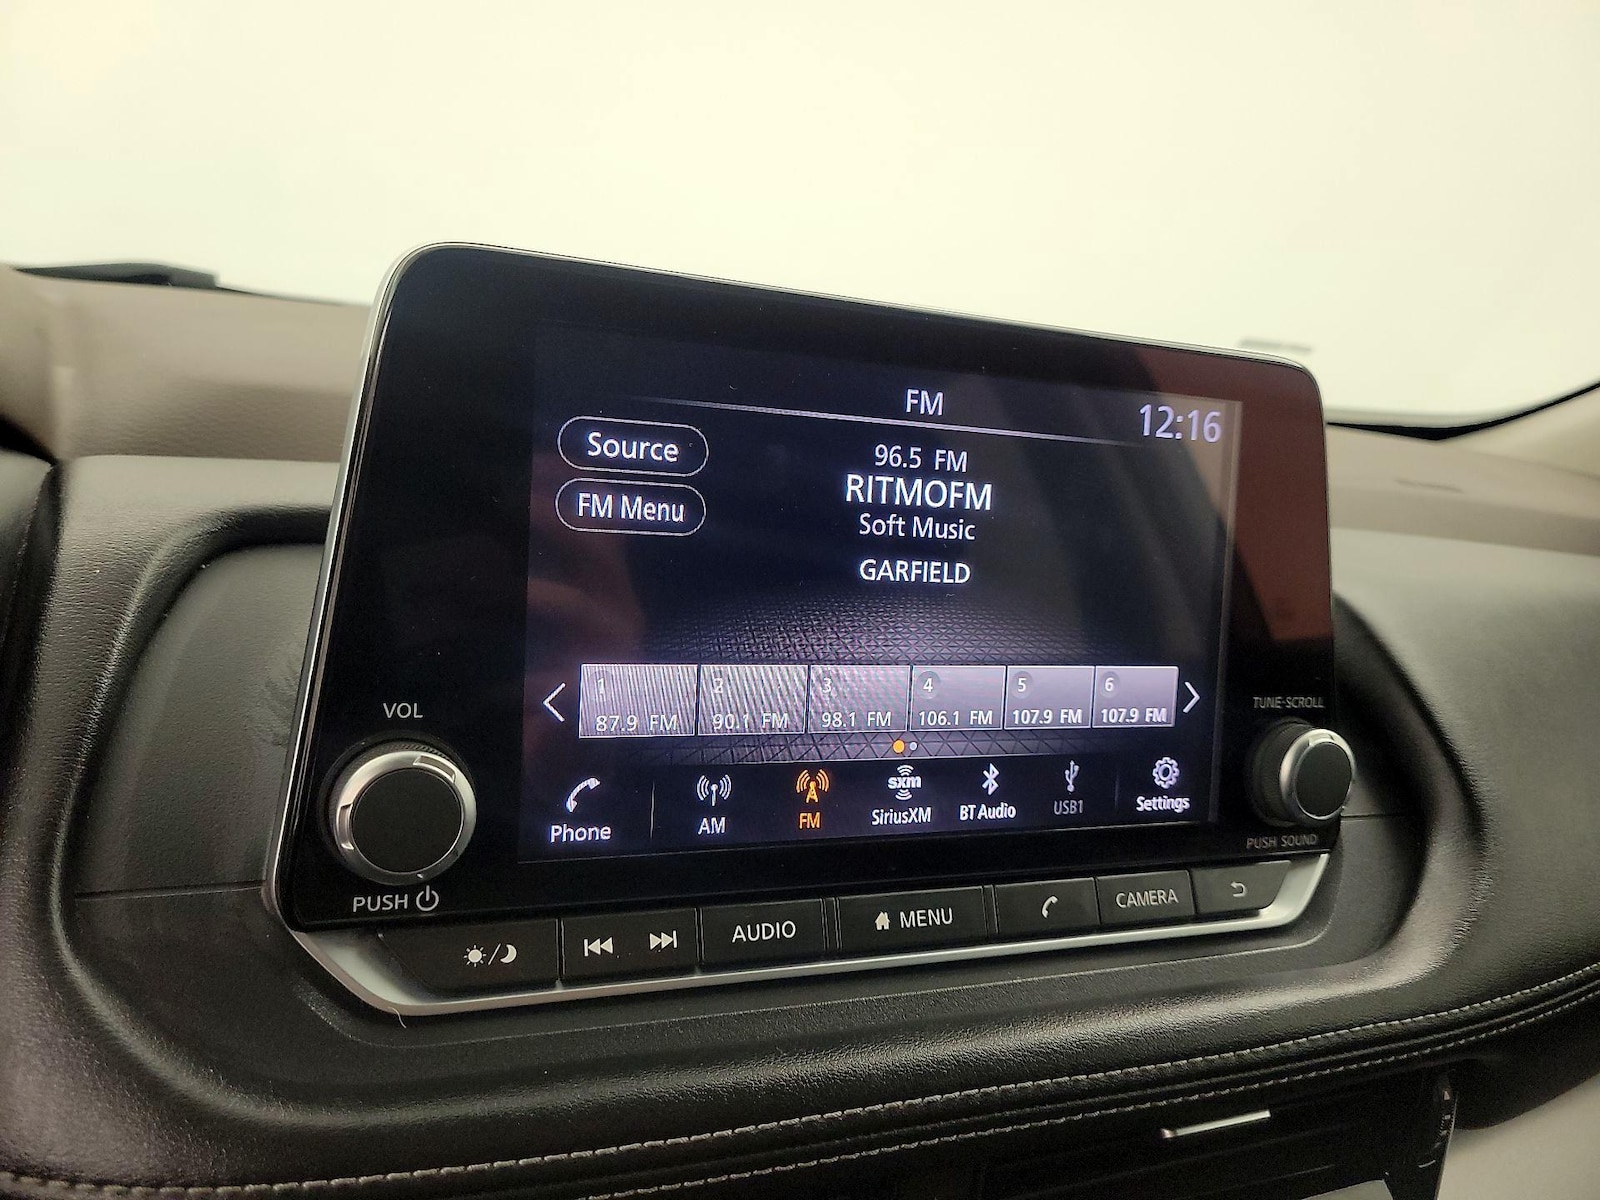 FM
12:16
Source
96.5 FM
RITMOFM
FM Menu
Soft Music
GARFIELD
1 2 3 4 5 6
87.9 FM 90.1 FM 98.1 FM 106.1 FM 107.9 FM 107.9 FM
VOL
TUNE-SCROLL
sxm
Phone AM FM SiriusXM BT Audio USB1 Settings
PUSH
PUSH SOUND
AUDIO MENU CAMERA